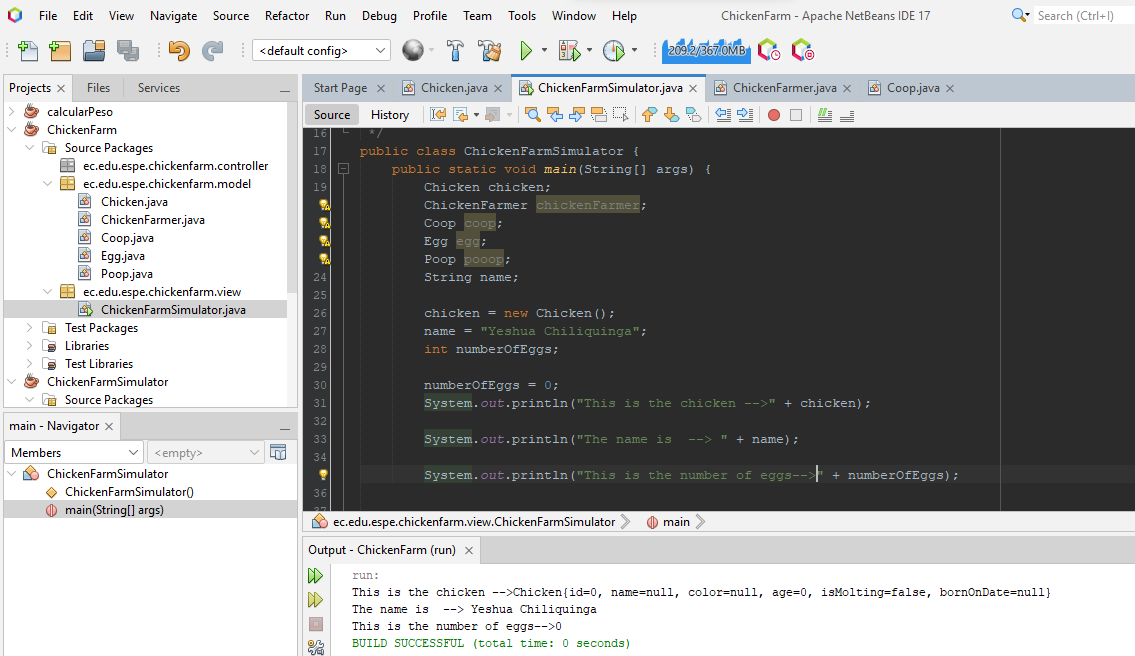 File Edit View Navigate Source Refactor Run Debug Profile Team Tools Window Help
ChickenFarm - Apache NetBeans IDE 17
Search (Ctrl+I)
<default config>
209.2/367.0MB
Projects Files Services
calcularPeso
ChickenFarm
Source Packages
ec.edu.espe.chickenfarm.controller
ec.edu.espe.chickenfarm.model
Chicken.java
ChickenFarmer.java
Coop.java
Egg.java
Poop.java
ec.edu.espe.chickenfarm.view
ChickenFarmSimulator.java
Test Packages
Libraries
Test Libraries
ChickenFarmSimulator
Source Packages
main - Navigator
Members <empty>
ChickenFarmSimulator
ChickenFarmSimulator()
main(String[] args)
Start Page Chicken.java ChickenFarmSimulator.java ChickenFarmer.java Coop.java
Source History
16 */
17 public class ChickenFarmSimulator {
18 public static void main(String[] args) {
19 Chicken chicken;
ChickenFarmer chickenFarmer;
Coop coop;
Egg egg;
Poop pooop;
24 String name;
25
26 chicken = new Chicken();
27 name = "Yeshua Chiliquinga";
28 int numberOfEggs;
29
30 numberOfEggs = 0;
31 System.out.println("This is the chicken -->" + chicken);
32
33 System.out.println("The name is  --> " + name);
34
System.out.println("This is the number of eggs-->" + numberOfEggs);
36
37
ec.edu.espe.chickenfarm.view.ChickenFarmSimulator main
Output - ChickenFarm (run)
run:
This is the chicken -->Chicken{id=0, name=null, color=null, age=0, isMolting=false, bornOnDate=null}
The name is  --> Yeshua Chiliquinga
This is the number of eggs-->0
BUILD SUCCESSFUL (total time: 0 seconds)